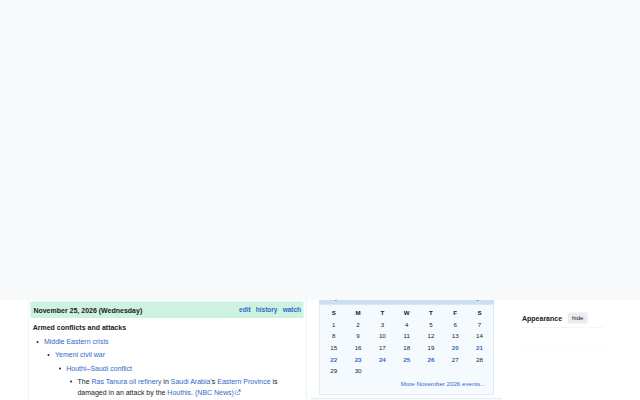 November 25, 2026 (Wednesday)
edit history watch
Armed conflicts and attacks
• Middle Eastern crisis
• Yemeni civil war
• Houthi–Saudi conflict
• The Ras Tanura oil refinery in Saudi Arabia's Eastern Province is
damaged in an attack by the Houthis. (NBC News)
S M T W T F S
1 2 3 4 5 6 7
8 9 10 11 12 13 14
15 16 17 18 19 20 21
22 23 24 25 26 27 28
29 30
More November 2026 events...
Appearance hide